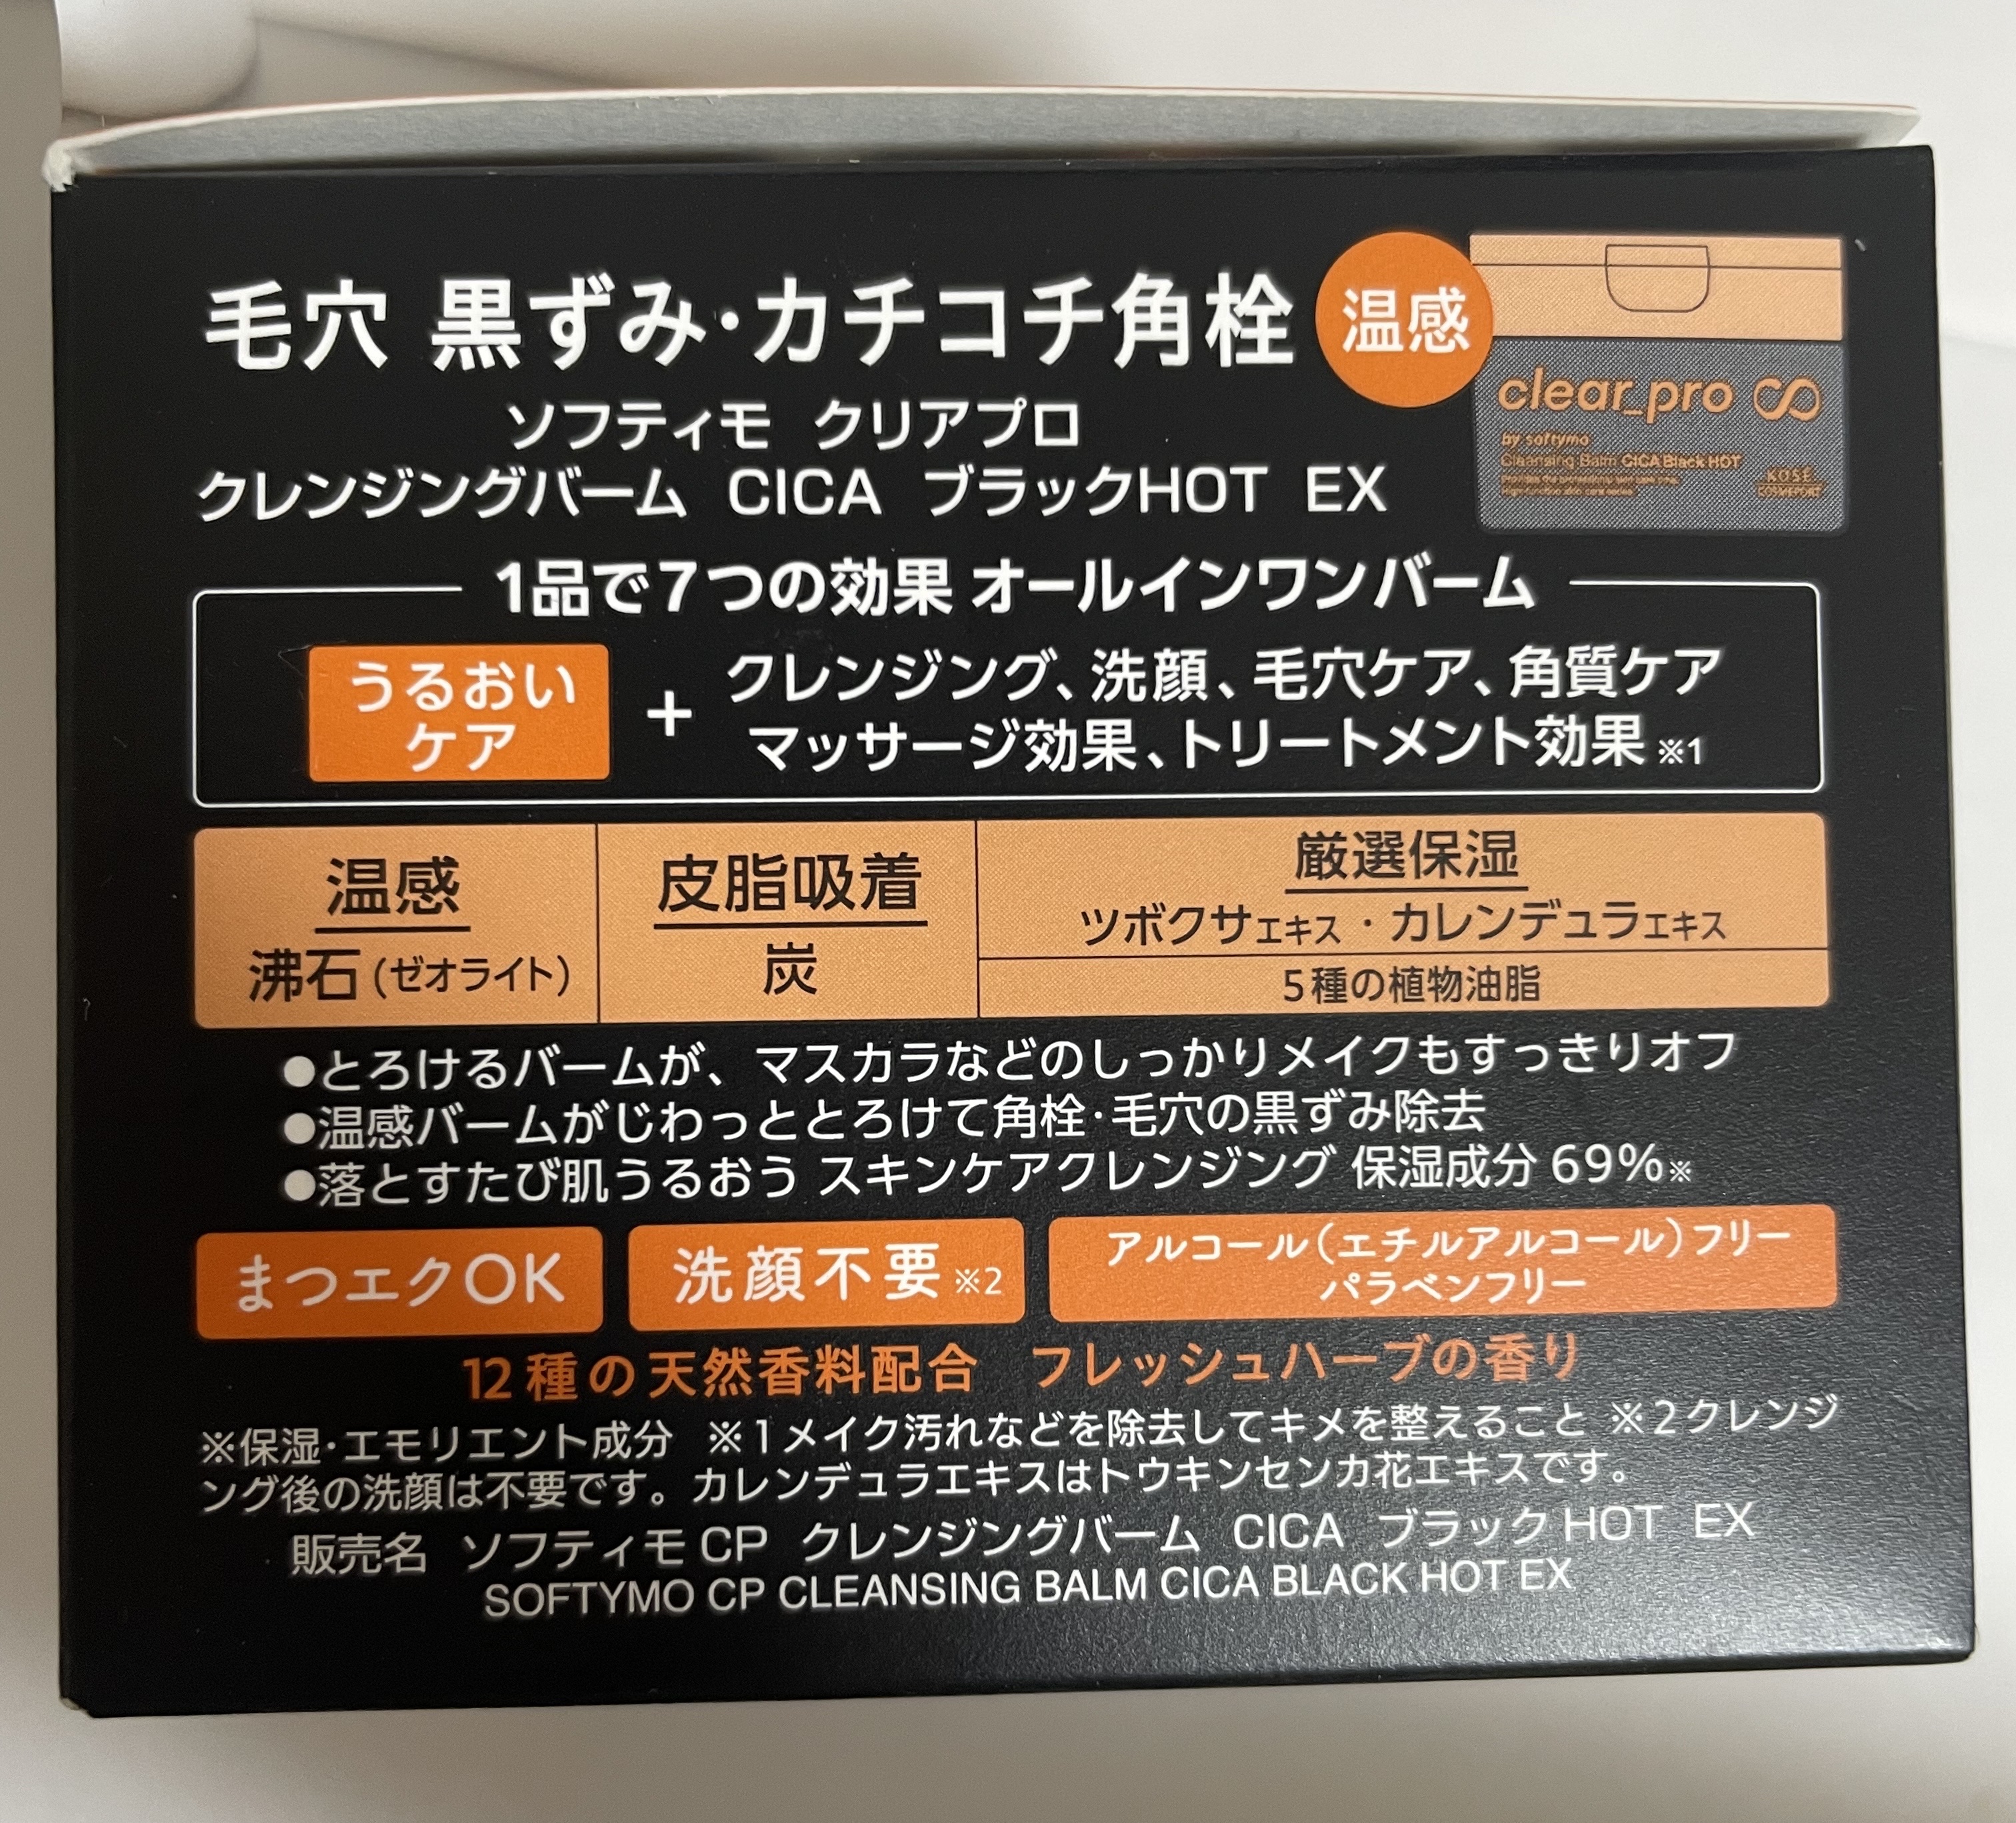 毛穴 黒ずみ・カチコチ角栓
温感
ソフティモ クリアプロ
クレンジングバーム CICA ブラックHOT EX
clear_pro
by softymo
Cleansing Balm CICA Black HOT
KOSÉ
COSMEPORT
1品で7つの効果 オールインワンバーム
うるおい
ケア
+
クレンジング、洗顔、毛穴ケア、角質ケア
マッサージ効果、トリートメント効果※1
温感
沸石(ゼオライト)
皮脂吸着
炭
厳選保湿
ツボクサエキス・カレンデュラエキス
5種の植物油脂
●とろけるバームが、マスカラなどのしっかりメイクもすっきりオフ
●温感バームがじわっととろけて角栓・毛穴の黒ずみ除去
●落とすたび肌うるおう スキンケアクレンジング 保湿成分 69%※
まつエクOK
洗顔不要※2
アルコール(エチルアルコール)フリー
パラベンフリー
12種の天然香料配合 フレッシュハーブの香り
※保湿・エモリエント成分 ※1メイク汚れなどを除去してキメを整えること ※2クレンジ
ング後の洗顔は不要です。カレンデュラエキスはトウキンセンカ花エキスです。
販売名 ソフティモ CP クレンジングバーム CICA ブラック HOT EX
SOFTYMO CP CLEANSING BALM CICA BLACK HOT EX